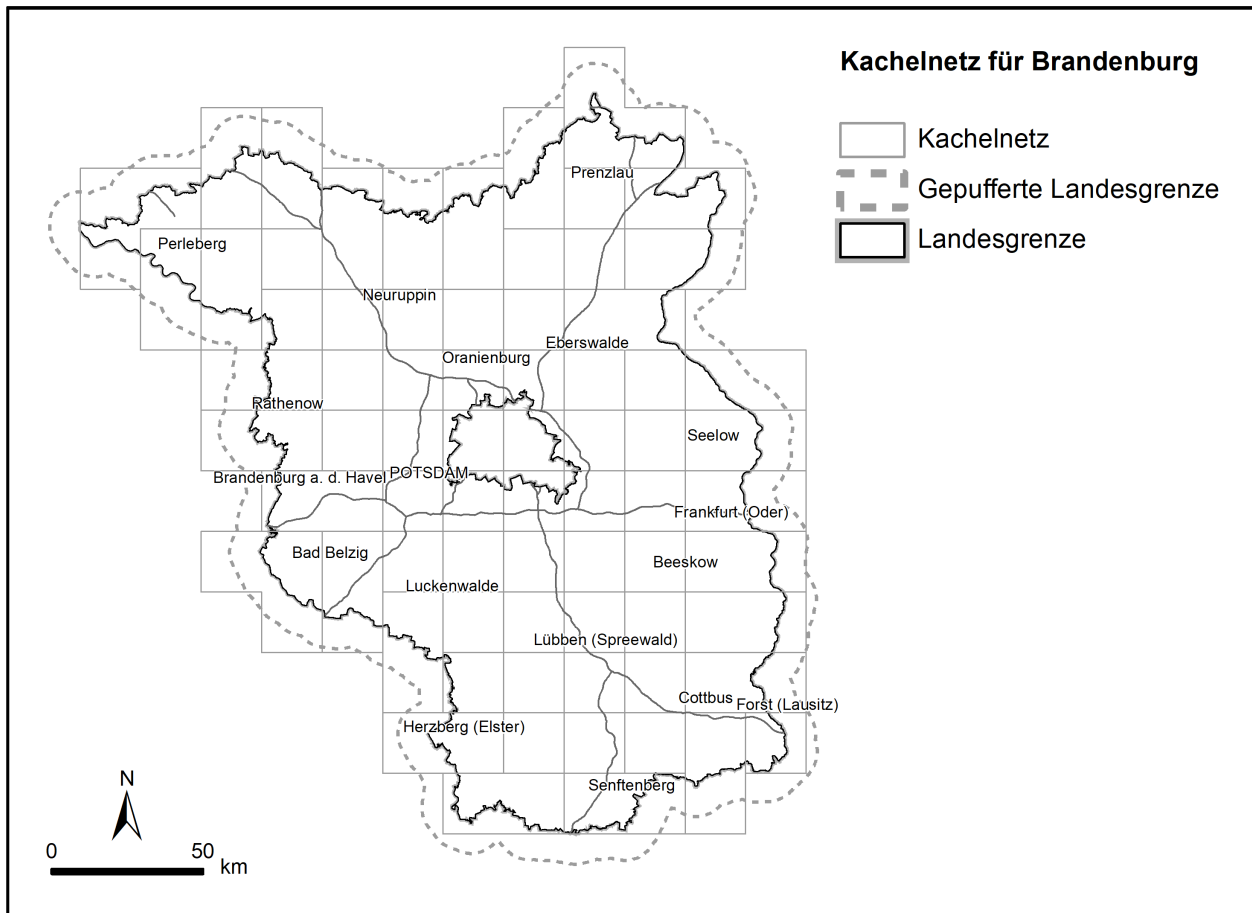 Kachelnetz für Brandenburg
Kachelnetz
Gepufferte Landesgrenze
Landesgrenze
Prenzlau
Perleberg
Neuruppin
Eberswalde
Oranienburg
Rathenow
Seelow
Brandenburg a. d. Havel
POTSDAM
Frankfurt (Oder)
Bad Belzig
Beeskow
Luckenwalde
Lübben (Spreewald)
Cottbus
Forst (Lausitz)
Herzberg (Elster)
Senftenberg
N
0 50
km